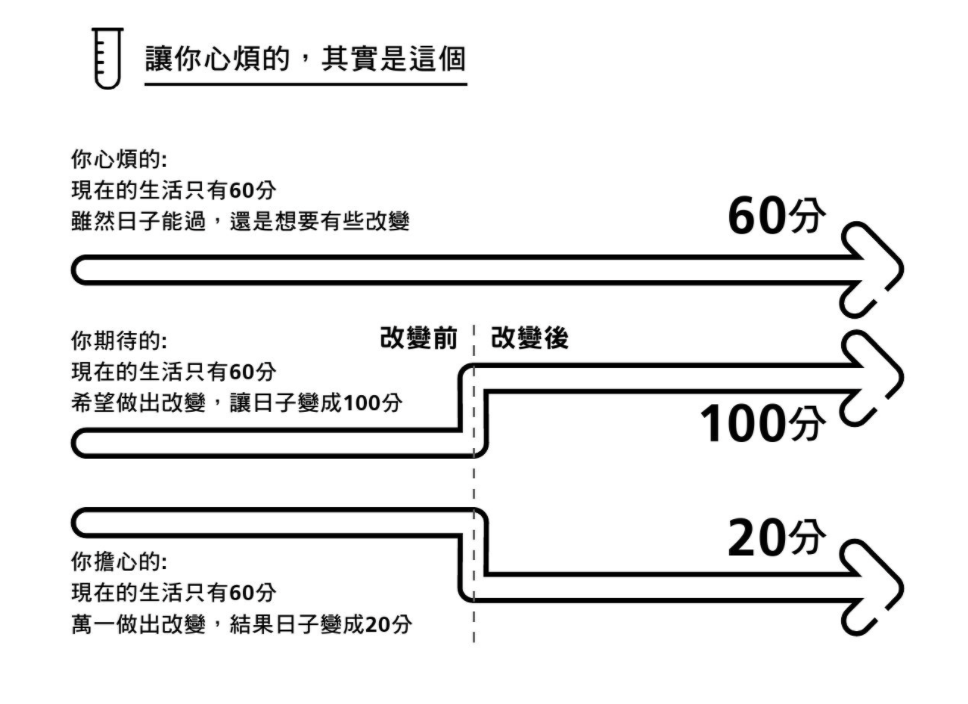 讓你心煩的，其實是這個
你心煩的:
現在的生活只有60分
雖然日子能過，還是想要有些改變
60分
你期待的:
現在的生活只有60分
希望做出改變，讓日子變成100分
改變前
改變後
100分
20分
你擔心的:
現在的生活只有60分
萬一做出改變，結果日子變成20分